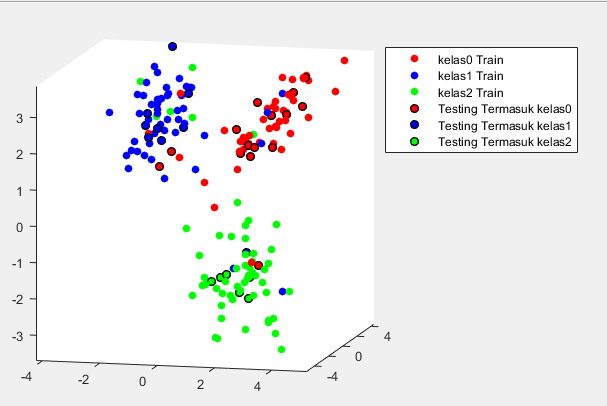 kelas0 Train
kelas1 Train
kelas2 Train
Testing Termasuk kelas0
Testing Termasuk kelas1
Testing Termasuk kelas2
3
2
1
0
-1
-2
-3
-4
-2
0
2
4
-4
0
4